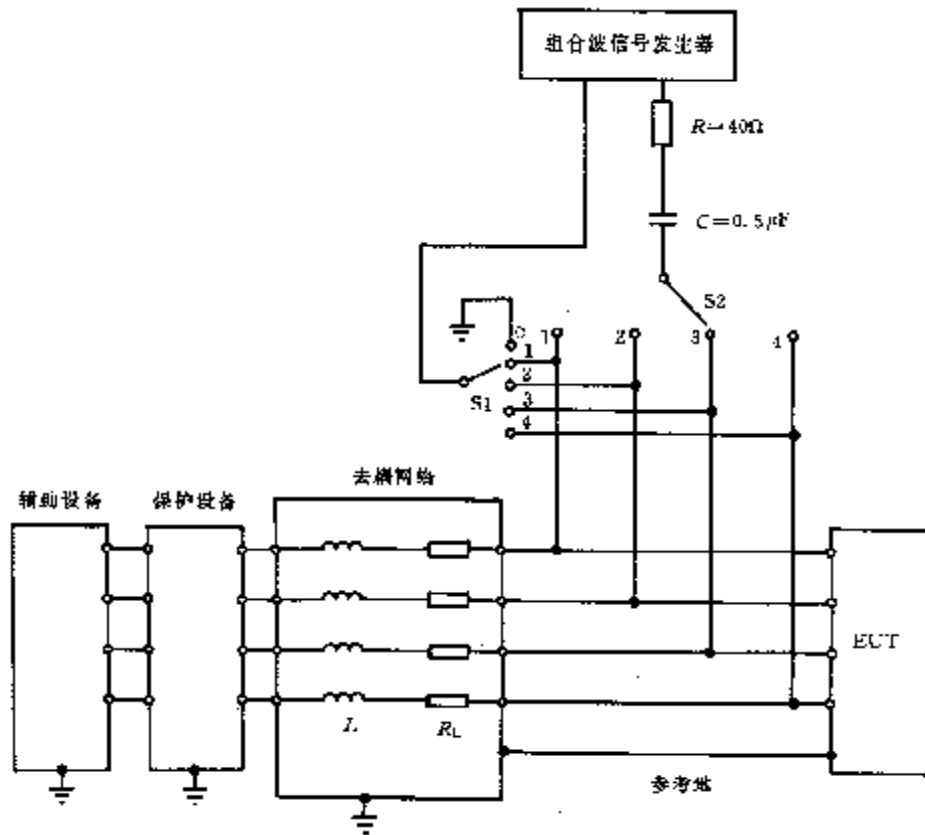 组合波信号发生器
R=40Ω
C=0.5μF
S2
0
1
2
3
4
1
2
3
4
S1
去耦网络
辅助设备
保护设备
EUT
L
RL
参考地